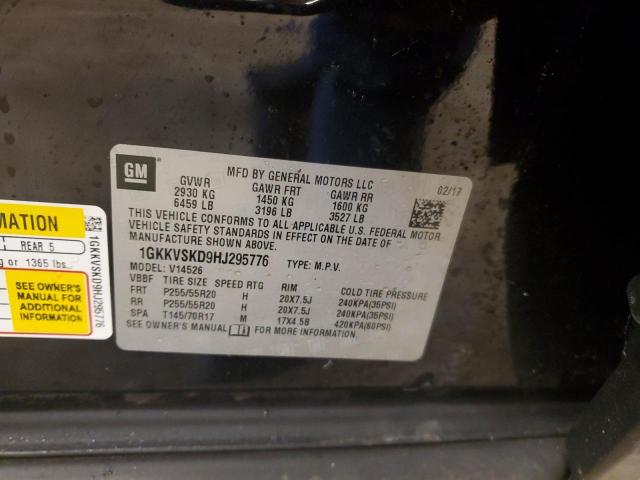 GM
MFD BY GENERAL MOTORS LLC
02/17
GVWR GAWR FRT GAWR RR
2930 KG 1450 KG 1600 KG
6459 LB 3196 LB 3527 LB
THIS VEHICLE CONFORMS TO ALL APPLICABLE U.S. FEDERAL MOTOR
VEHICLE SAFETY STANDARDS IN EFFECT ON THE DATE OF
MANUFACTURE SHOWN ABOVE.
1GKKVSKD9HJ295776 TYPE: M.P.V.
MODEL: V14526
VBBF TIRE SIZE SPEED RTG RIM COLD TIRE PRESSURE
FRT P255/55R20 H 20X7.5J 240KPA(35PSI)
RR P255/55R20 H 20X7.5J 240KPA(35PSI)
SPA T145/70R17 M 17X4.5B 420KPA(60PSI)
SEE OWNER'S MANUAL FOR MORE INFORMATION.
REAR 5
or 1365 lbs.
SEE OWNER'S
MANUAL FOR
ADDITIONAL
INFORMATION
1GKKVSKD9HJ295776